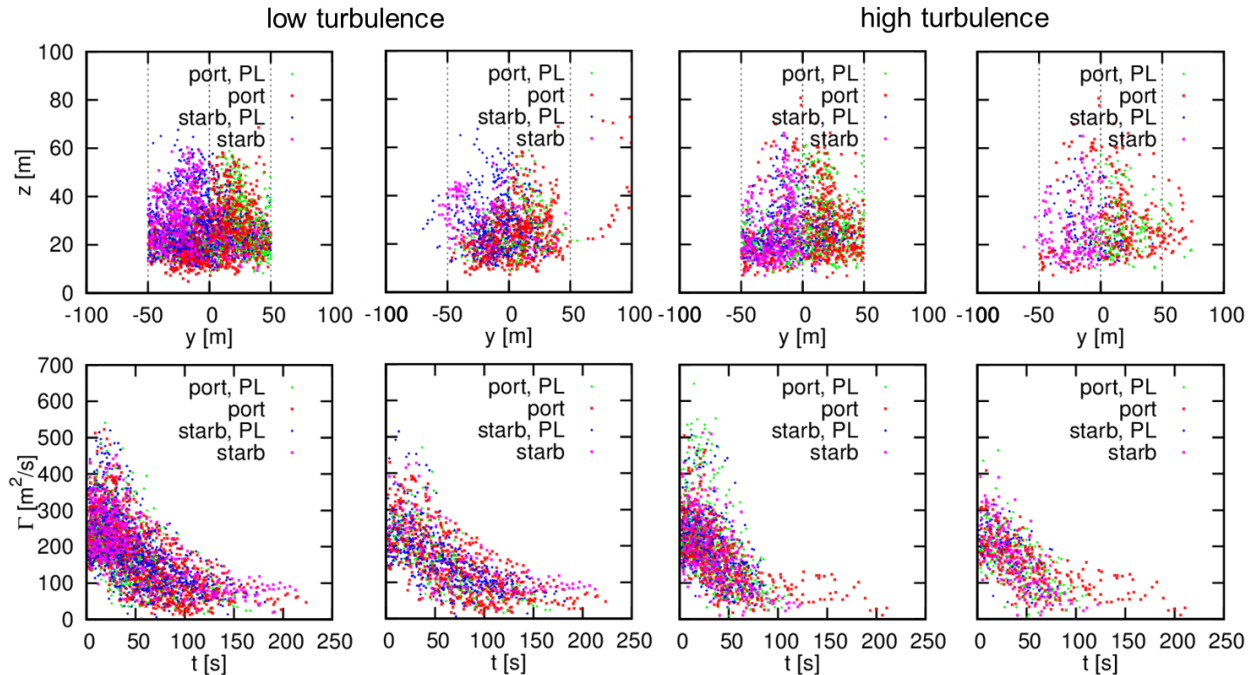 low turbulence
high turbulence
100
80
60
40
20
0
z [m]
port, PL
port
starb, PL
starb
port, PL
port
starb, PL
starb
port, PL
port
starb, PL
starb
port, PL
port
starb, PL
starb
-100 -50 0 50 100
-100 -50 0 50 100
-100 -50 0 50 100
-100 -50 0 50 100
y [m]
y [m]
y [m]
y [m]
700
600
500
400
300
200
100
0
Γ [m²/s]
port, PL
port
starb, PL
starb
port, PL
port
starb, PL
starb
port, PL
port
starb, PL
starb
port, PL
port
starb, PL
starb
0 50 100 150 200 250
0 50 100 150 200 250
0 50 100 150 200 250
0 50 100 150 200 250
t [s]
t [s]
t [s]
t [s]